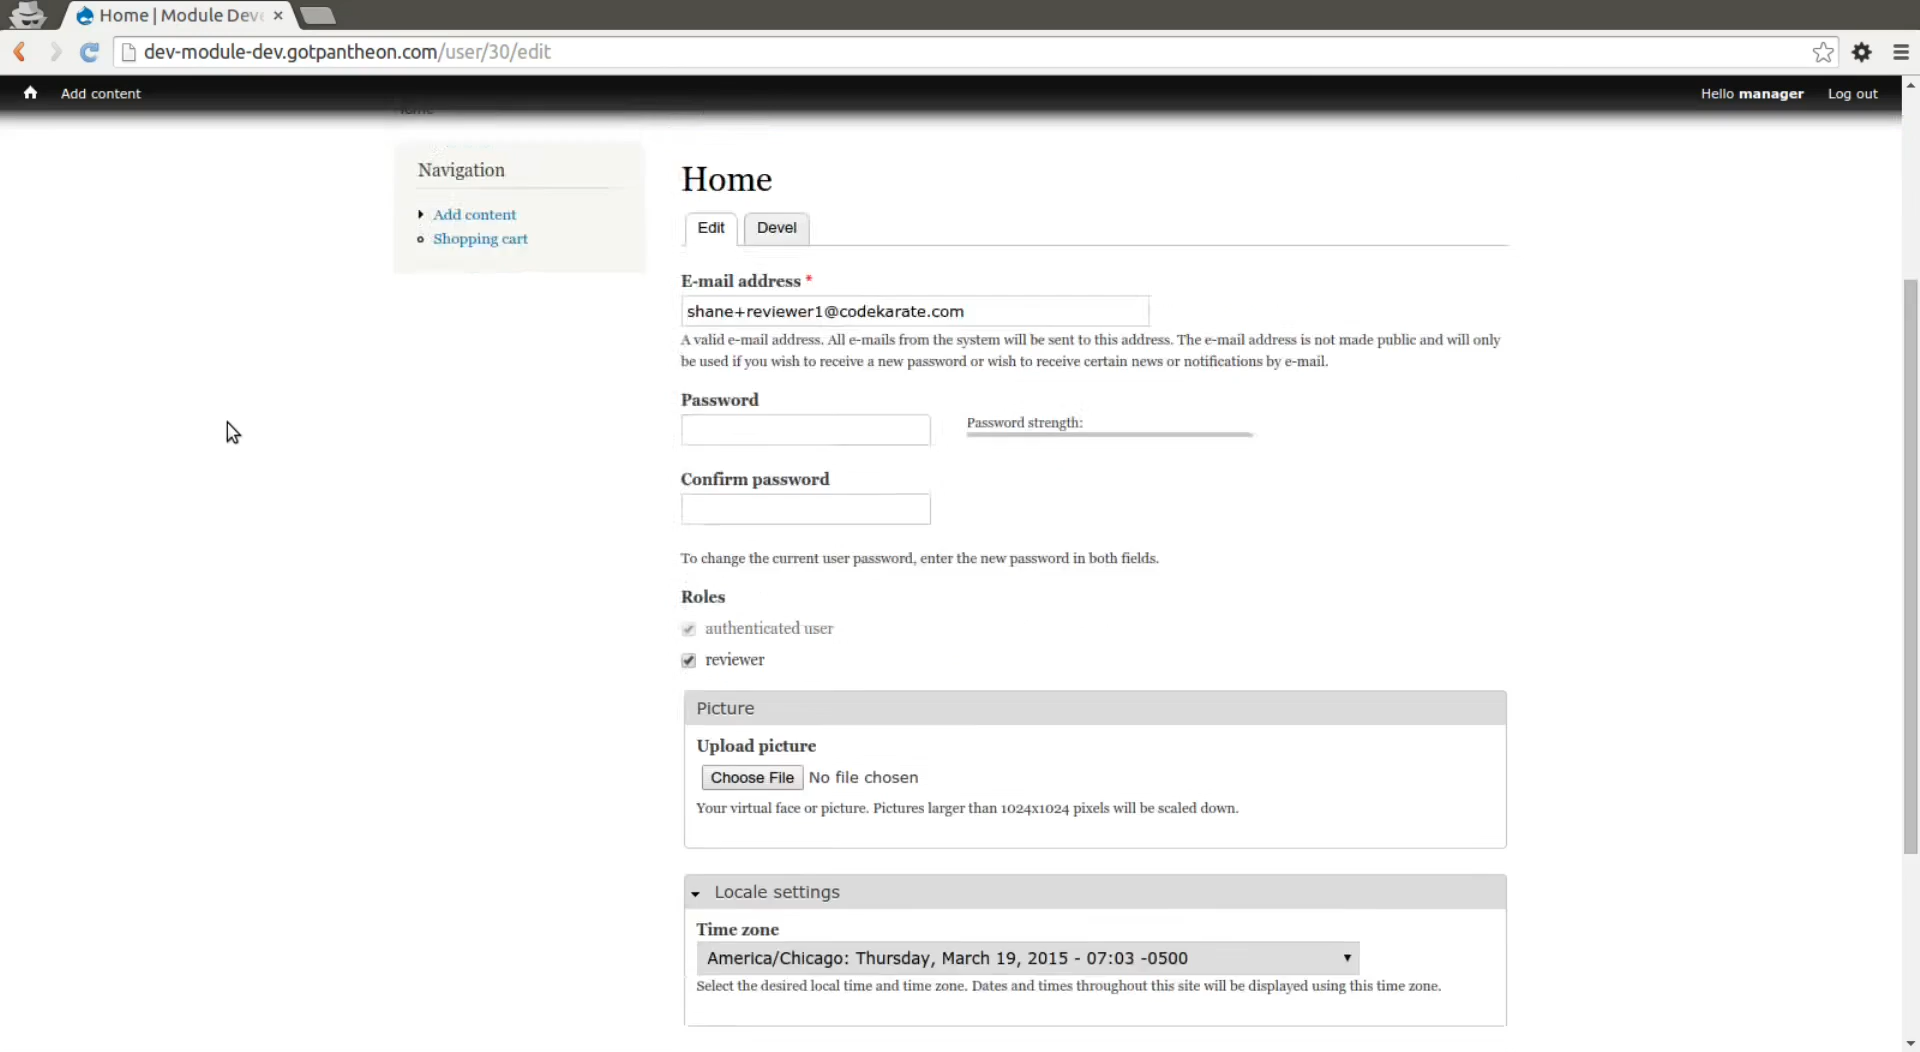 Home | Module Deve
dev-module-dev.gotpantheon.com/user/30/edit
Add content
Hello manager
Log out
Home
Navigation
Add content
Shopping cart
Home
Edit
Devel
E-mail address *
shane+reviewer1@codekarate.com
A valid e-mail address. All e-mails from the system will be sent to this address. The e-mail address is not made public and will only
be used if you wish to receive a new password or wish to receive certain news or notifications by e-mail.
Password
Password strength:
Confirm password
To change the current user password, enter the new password in both fields.
Roles
authenticated user
reviewer
Picture
Upload picture
Choose File No file chosen
Your virtual face or picture. Pictures larger than 1024x1024 pixels will be scaled down.
Locale settings
Time zone
America/Chicago: Thursday, March 19, 2015 - 07:03 -0500
Select the desired local time and time zone. Dates and times throughout this site will be displayed using this time zone.